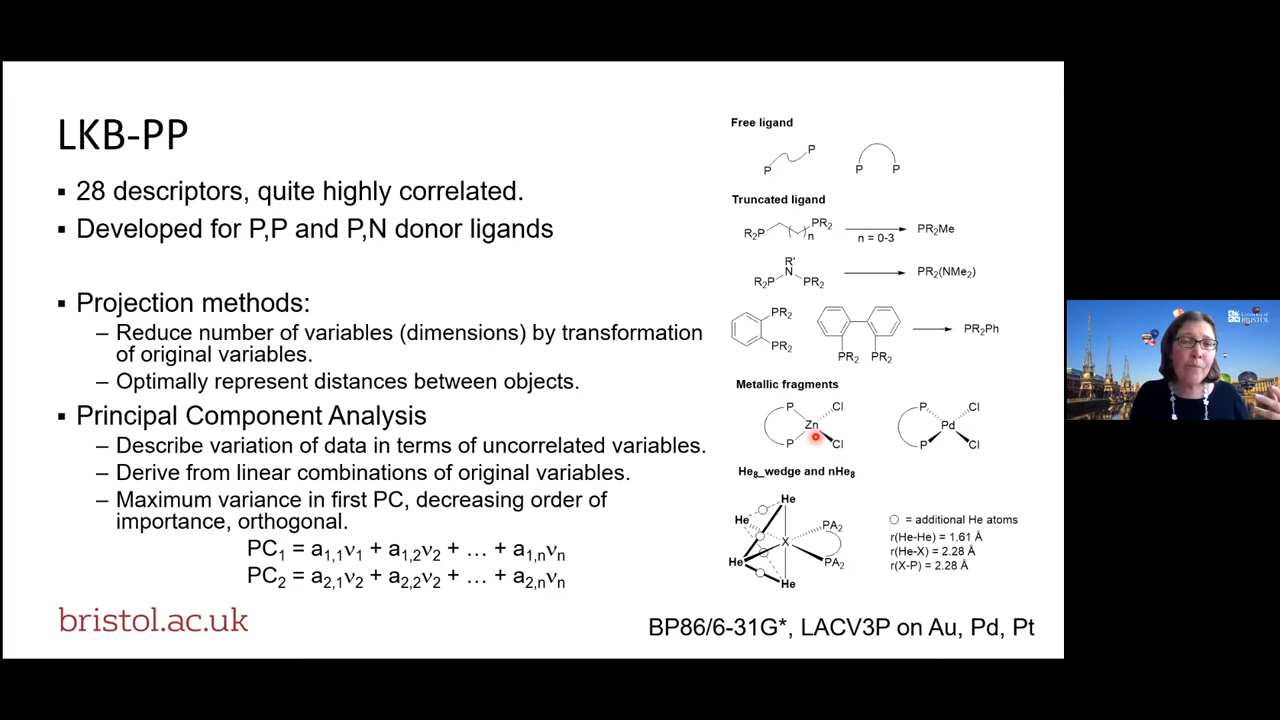 LKB-PP
▪ 28 descriptors, quite highly correlated.
▪ Developed for P,P and P,N donor ligands
▪ Projection methods:
– Reduce number of variables (dimensions) by transformation
of original variables.
– Optimally represent distances between objects.
▪ Principal Component Analysis
– Describe variation of data in terms of uncorrelated variables.
– Derive from linear combinations of original variables.
– Maximum variance in first PC, decreasing order of
importance, orthogonal.
PC₁ = a₁,₁ν₁ + a₁,₂ν₂ + … + a₁,ₙνₙ
PC₂ = a₂,₁ν₂ + a₂,₂ν₂ + … + a₂,ₙνₙ
bristol.ac.uk
Free ligand
P P P P
Truncated ligand
R₂P PR₂ n n = 0-3 PR₂Me
R' N R₂P PR₂ PR₂(NMe₂)
PR₂ PR₂ PR₂ PR₂ PR₂Ph
Metallic fragments
P P Zn Cl Cl
P P Pd Cl Cl
He₈_wedge and nHe₈
He He He He X PA₂ PA₂
= additional He atoms
r(He-He) = 1.61 Å
r(He-X) = 2.28 Å
r(X-P) = 2.28 Å
BP86/6-31G*, LACV3P on Au, Pd, Pt
University of
BRISTOL